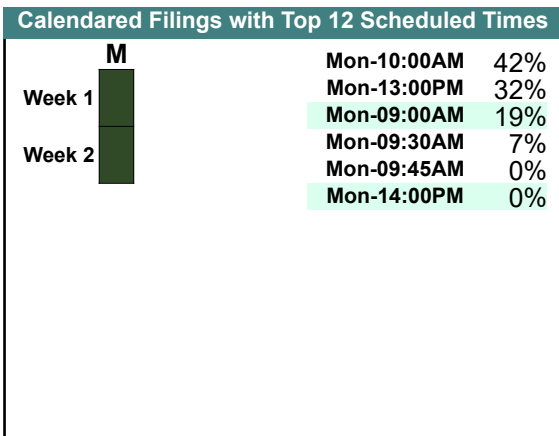 Calendared Filings with Top 12 Scheduled Times
M
Week 1
Week 2
Mon-10:00AM 42%
Mon-13:00PM 32%
Mon-09:00AM 19%
Mon-09:30AM 7%
Mon-09:45AM 0%
Mon-14:00PM 0%